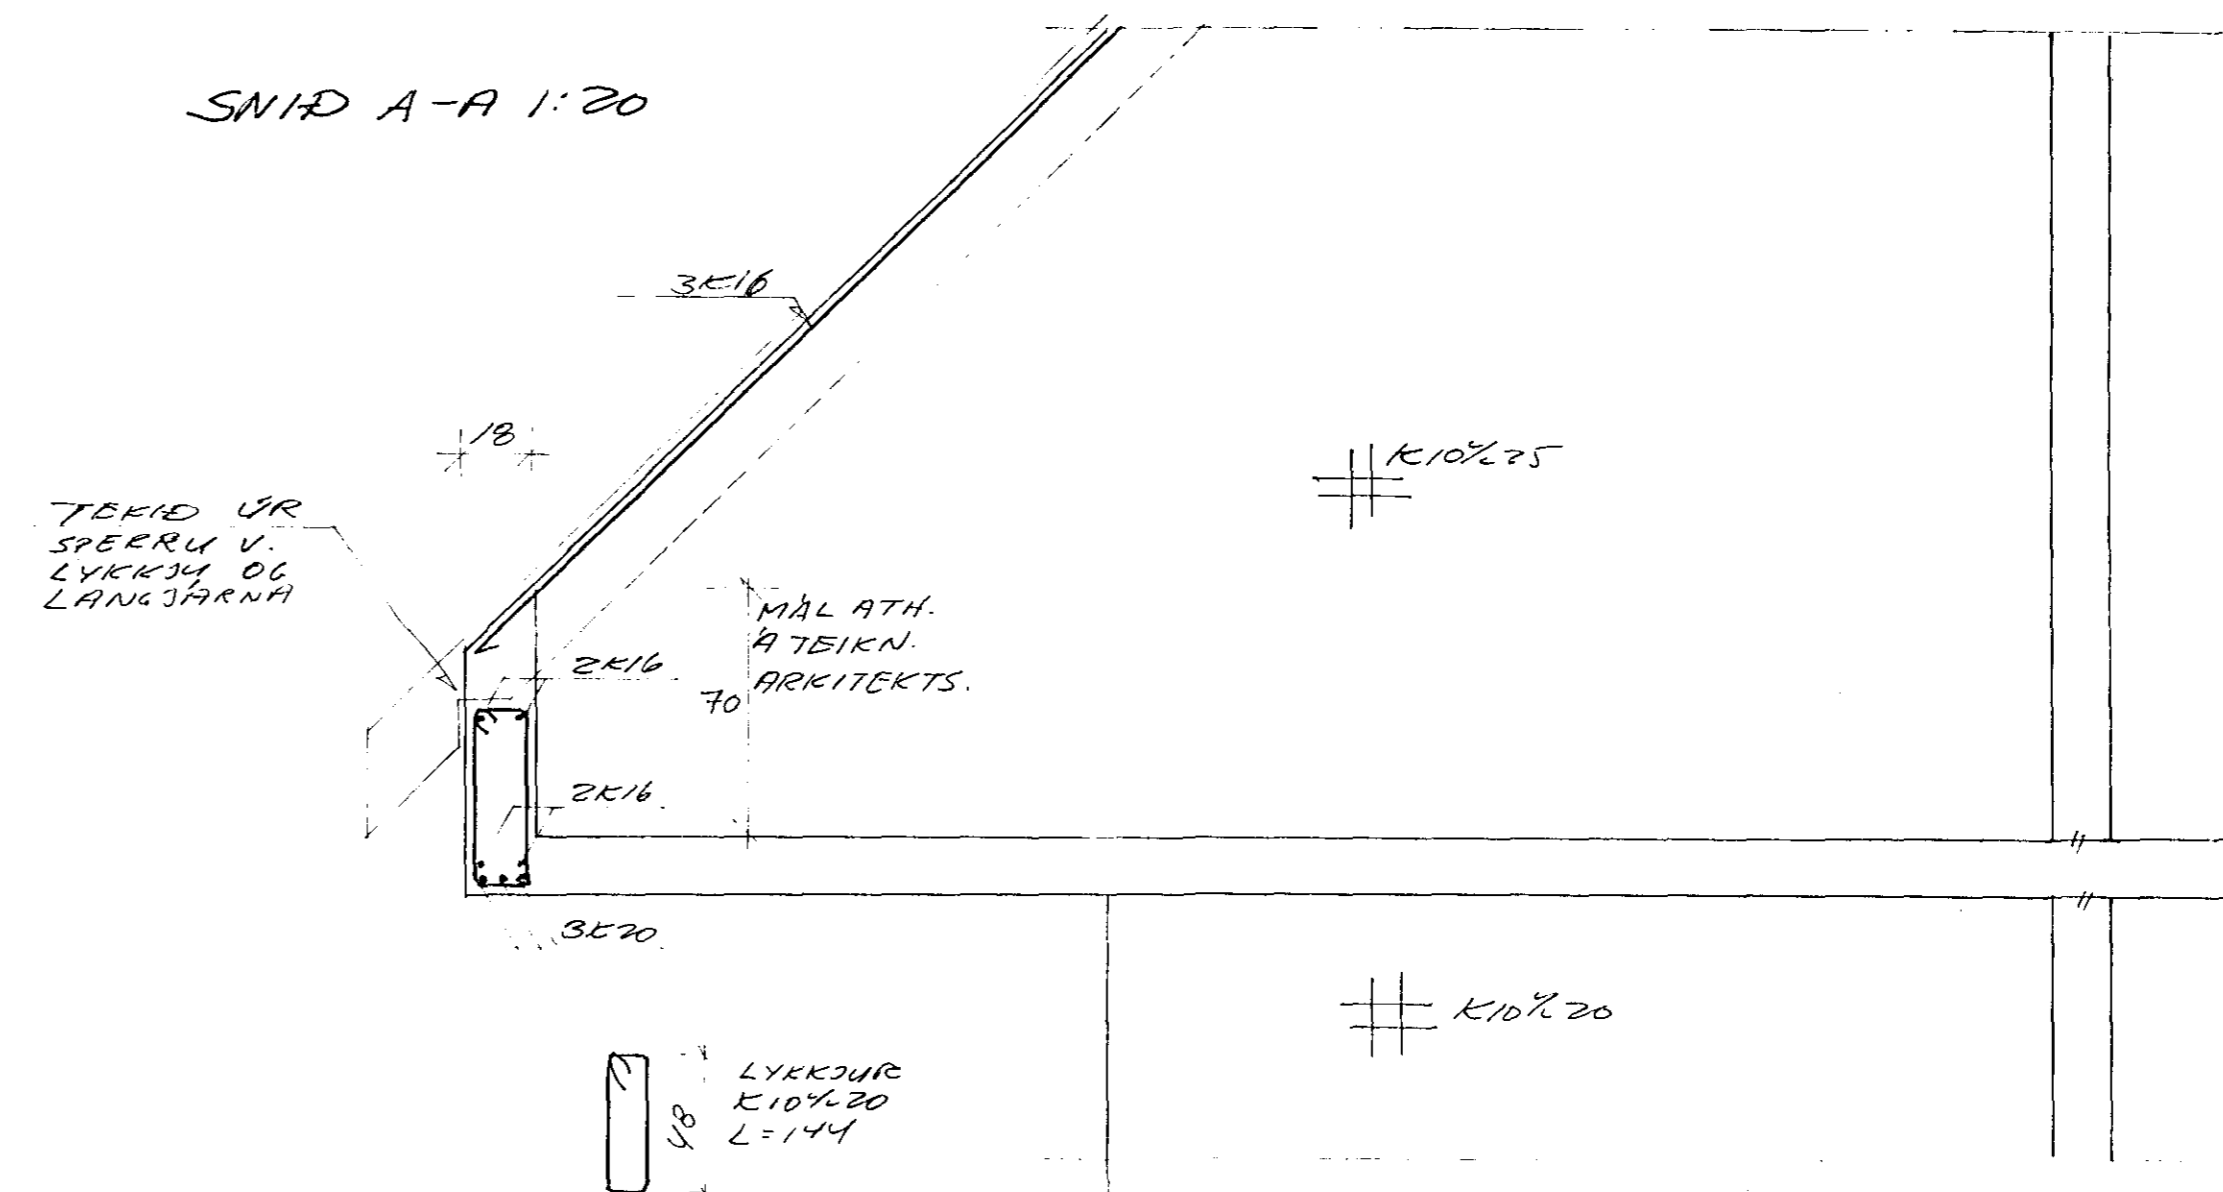 SNIÐ A-A 1:20
3K16
18
K10 c/c 25
TEKIÐ ÚR
SPERRU V.
LYKKJU OG
LANGJÁRNA
MÁL ATH.
Á TEIKN.
ARKITEKTS.
70
2K16
2K16
3K20
K10 c/c 20
48
LYKKJUR
K10 c/c 20
L=144